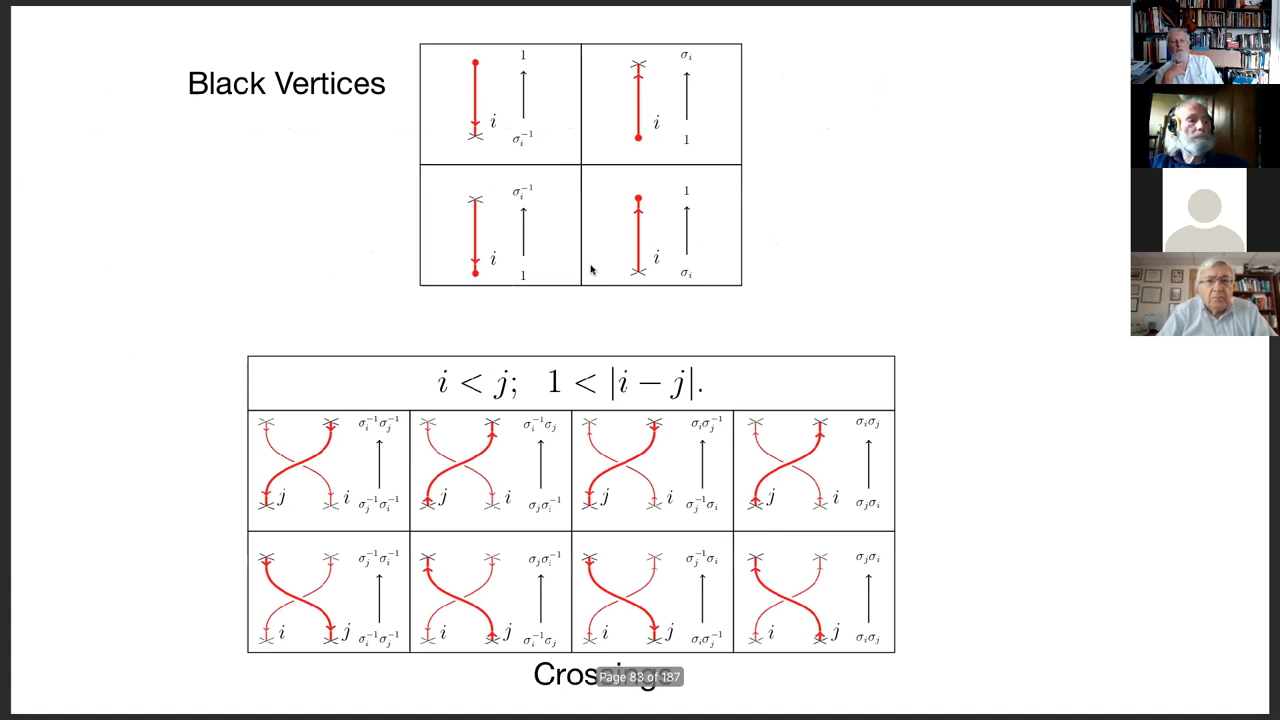 Black Vertices
1
σ_i^{-1}
i
σ_i
1
i
σ_i^{-1}
1
i
1
σ_i
i
i < j; 1 < |i − j|.
σ_i^{-1}σ_j^{-1}
j i σ_j^{-1}σ_i^{-1}
σ_i^{-1}σ_j
j i σ_jσ_i^{-1}
σ_iσ_j^{-1}
j i σ_j^{-1}σ_i
σ_iσ_j
j i σ_jσ_i
σ_j^{-1}σ_i^{-1}
i j σ_i^{-1}σ_j^{-1}
σ_jσ_i^{-1}
i j σ_i^{-1}σ_j
σ_j^{-1}σ_i
i j σ_iσ_j^{-1}
σ_jσ_i
i j σ_iσ_j
Crossings
Page 83 of 187